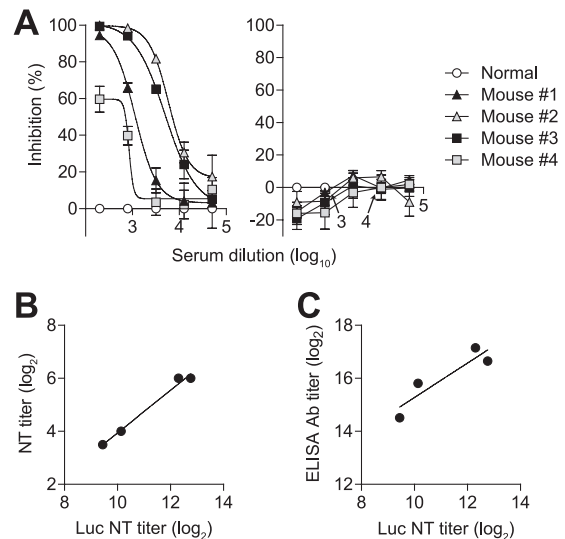 A
Inhibition (%)
100
80
60
40
20
0
3
4
5
100
80
60
40
20
0
-20
3
4
5
Serum dilution (log10)
Normal
Mouse #1
Mouse #2
Mouse #3
Mouse #4
B
NT titer (log2)
8
6
4
2
8
10
12
14
Luc NT titer (log2)
C
ELISA Ab titer (log2)
18
16
14
12
8
10
12
14
Luc NT titer (log2)